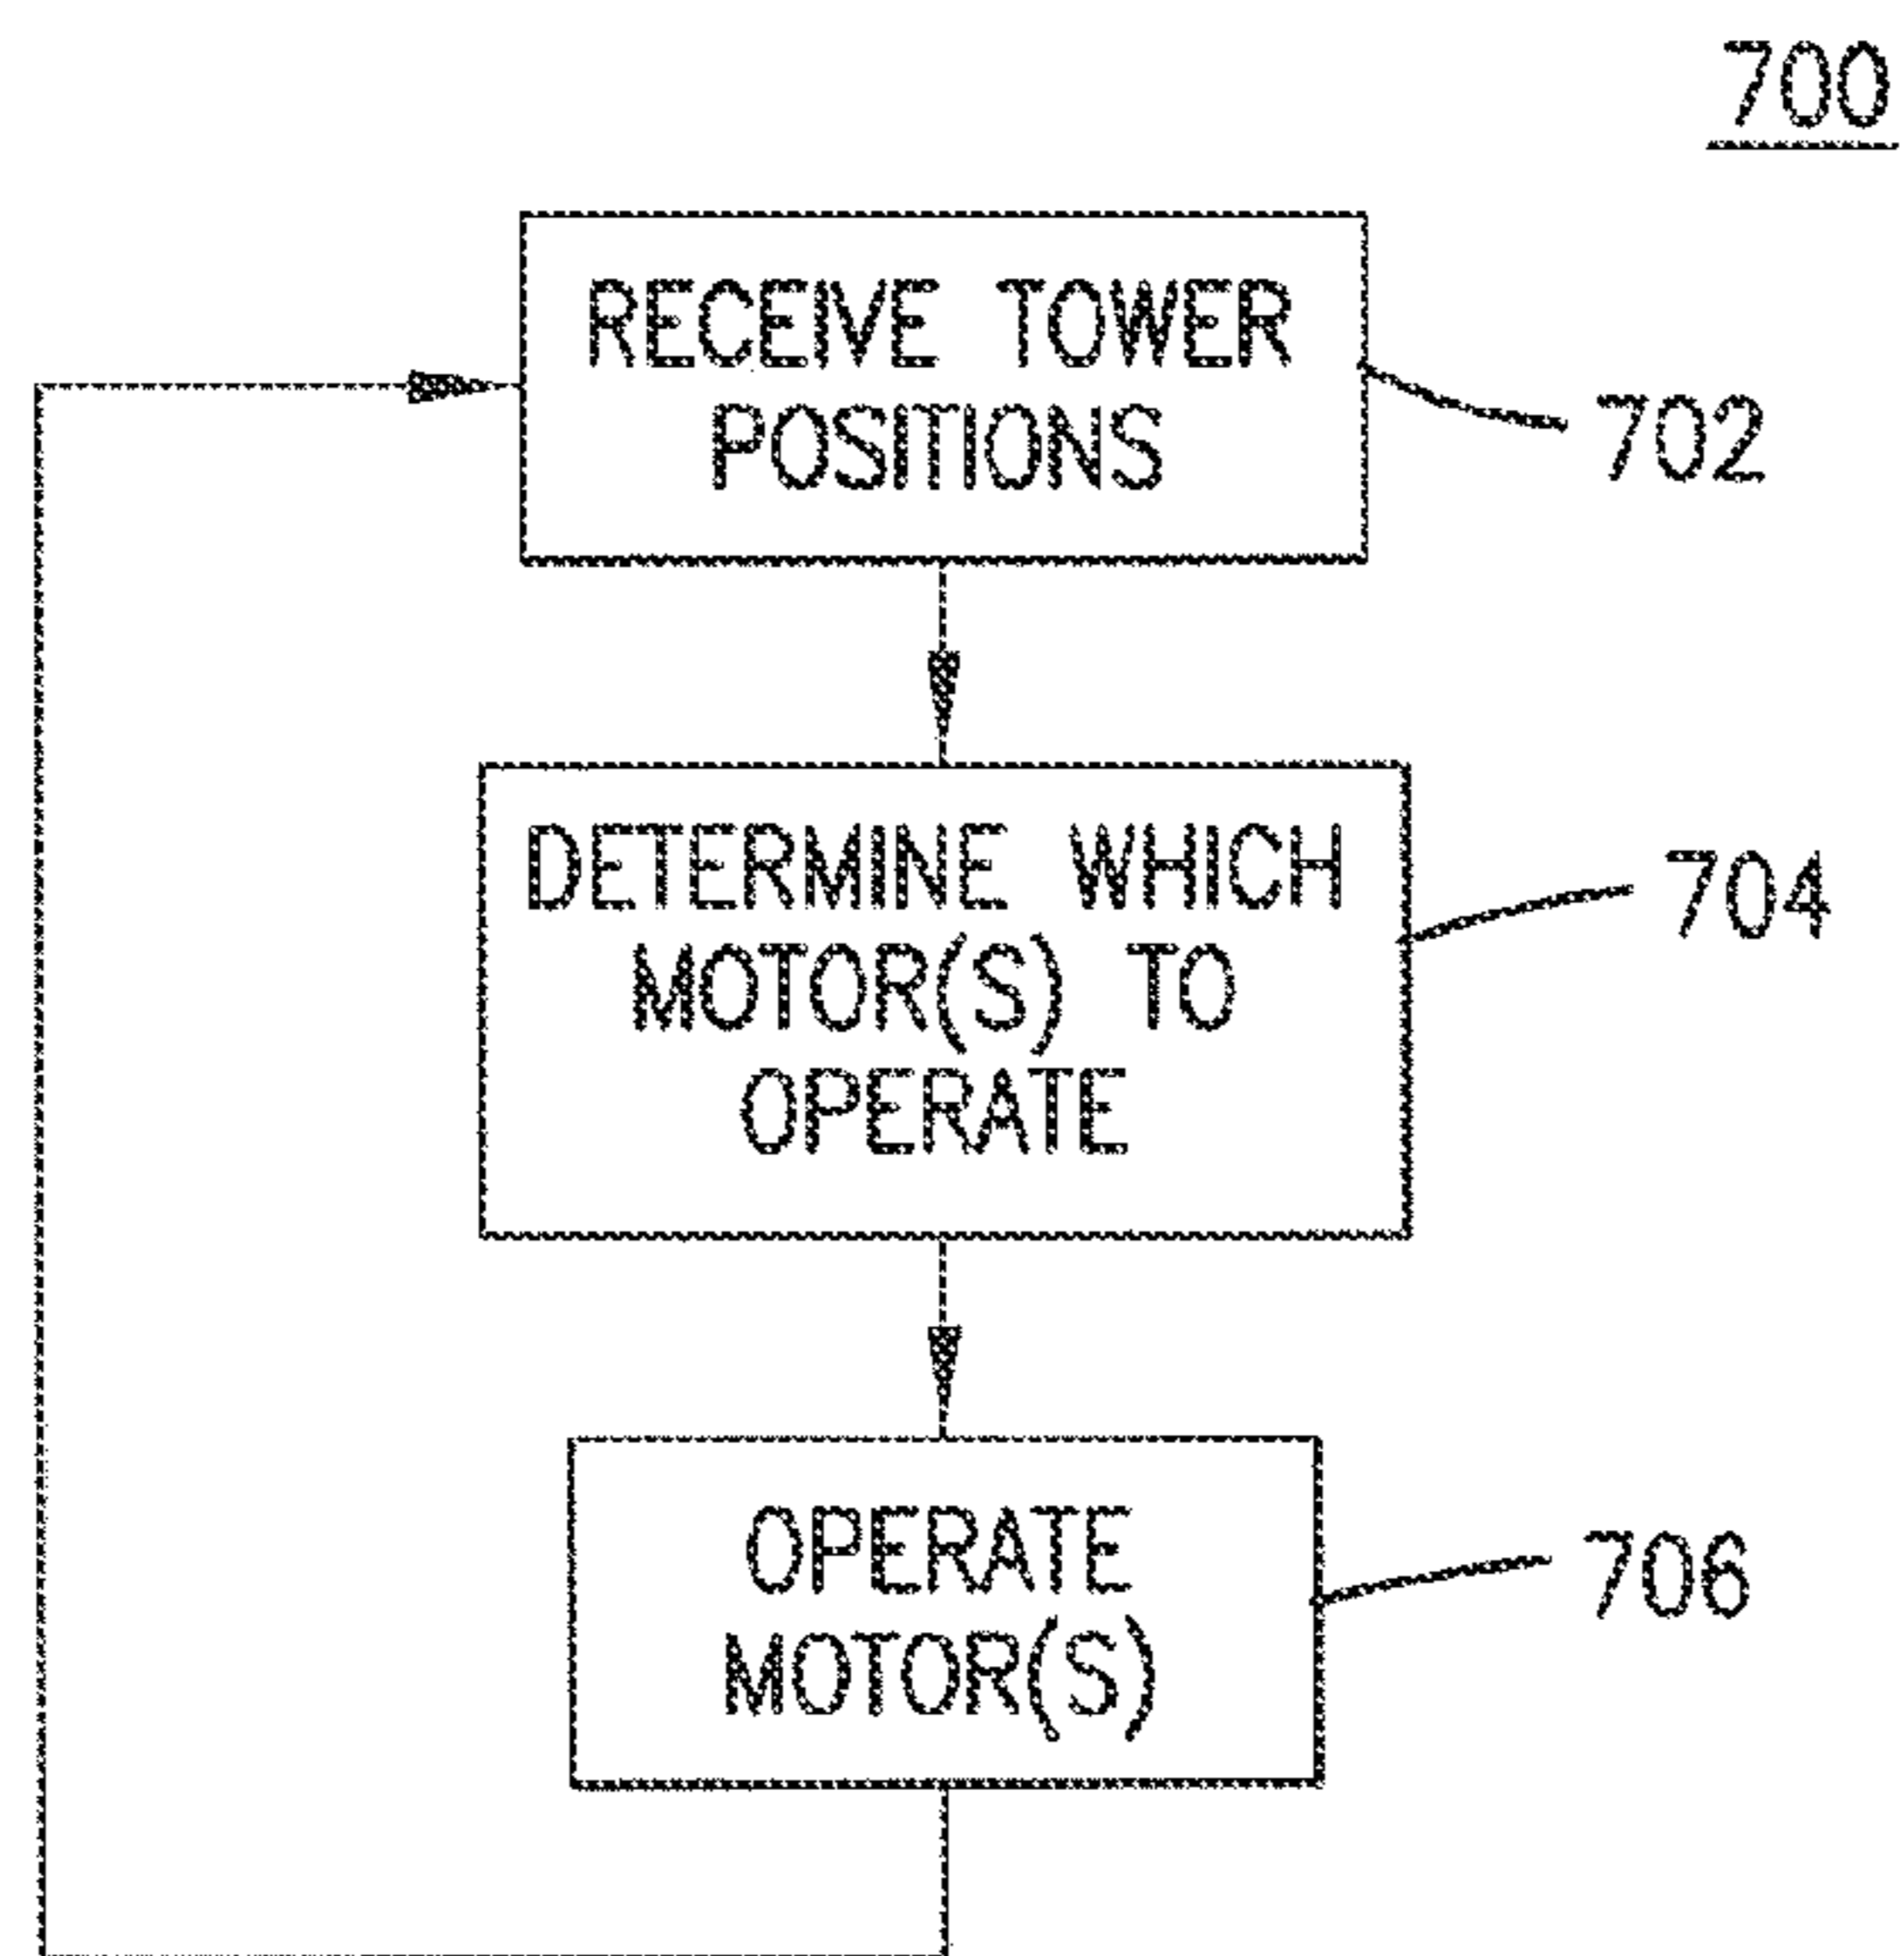 700
RECEIVE TOWER
POSITIONS
702
DETERMINE WHICH
MOTOR(S) TO
OPERATE
704
OPERATE
MOTOR(S)
706